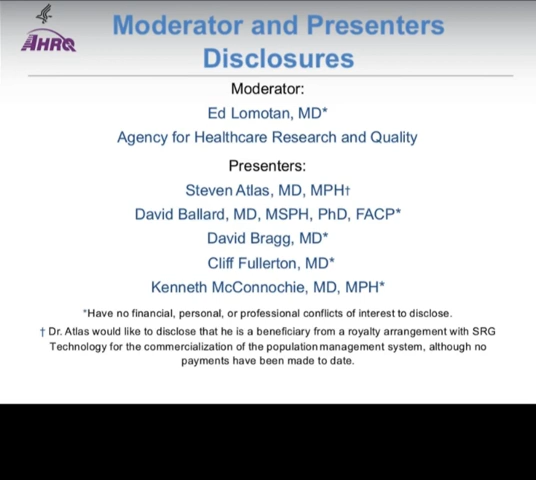 AHRQ
Moderator and Presenters
Disclosures
Moderator:
Ed Lomotan, MD*
Agency for Healthcare Research and Quality
Presenters:
Steven Atlas, MD, MPH†
David Ballard, MD, MSPH, PhD, FACP*
David Bragg, MD*
Cliff Fullerton, MD*
Kenneth McConnochie, MD, MPH*
*Have no financial, personal, or professional conflicts of interest to disclose.
† Dr. Atlas would like to disclose that he is a beneficiary from a royalty arrangement with SRG
Technology for the commercialization of the population management system, although no
payments have been made to date.